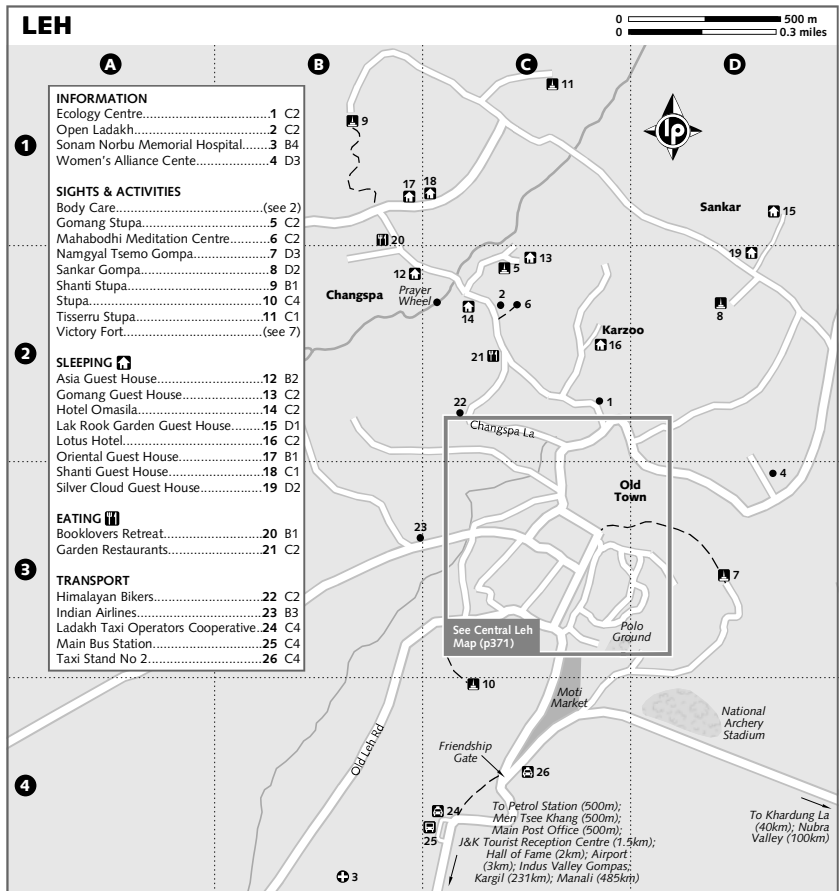 LEH
0 500 m
0 0.3 miles
A
B
C
D
1
2
3
4
INFORMATION
Ecology Centre..............................1 C2
Open Ladakh................................2 C2
Sonam Norbu Memorial Hospital......3 B4
Women's Alliance Cente.................4 D3
SIGHTS & ACTIVITIES
Body Care................................(see 2)
Gomang Stupa..............................5 C2
Mahabodhi Meditation Centre..........6 C2
Namgyal Tsemo Gompa..................7 D3
Sankar Gompa..............................8 D2
Shanti Stupa.................................9 B1
Stupa.........................................10 C4
Tisserru Stupa..............................11 C1
Victory Fort...............................(see 7)
SLEEPING
Asia Guest House.........................12 B2
Gomang Guest House...................13 C2
Hotel Omasila..............................14 C2
Lak Rook Garden Guest House.......15 D1
Lotus Hotel.................................16 C2
Oriental Guest House....................17 B1
Shanti Guest House......................18 C1
Silver Cloud Guest House..............19 D2
EATING
Booklovers Retreat.......................20 B1
Garden Restaurants......................21 C2
TRANSPORT
Himalayan Bikers..........................22 C2
Indian Airlines..............................23 B3
Ladakh Taxi Operators Cooperative..24 C4
Main Bus Station..........................25 C4
Taxi Stand No 2...........................26 C4
lp
11
9
17
18
Sankar
15
20
19
13
5
12
Changspa
Prayer
Wheel
2
6
14
8
Karzoo
16
21
1
22
Changspa La
4
Old
Town
23
7
See Central Leh
Map (p371)
Polo
Ground
10
Moti
Market
National
Archery
Stadium
Old Leh Rd
Friendship
Gate
26
24
25
3
To Petrol Station (500m);
Men Tsee Khang (500m);
Main Post Office (500m);
J&K Tourist Reception Centre (1.5km);
Hall of Fame (2km); Airport
(3km); Indus Valley Gompas;
Kargil (231km); Manali (485km)
To Khardung La
(40km); Nubra
Valley (100km)